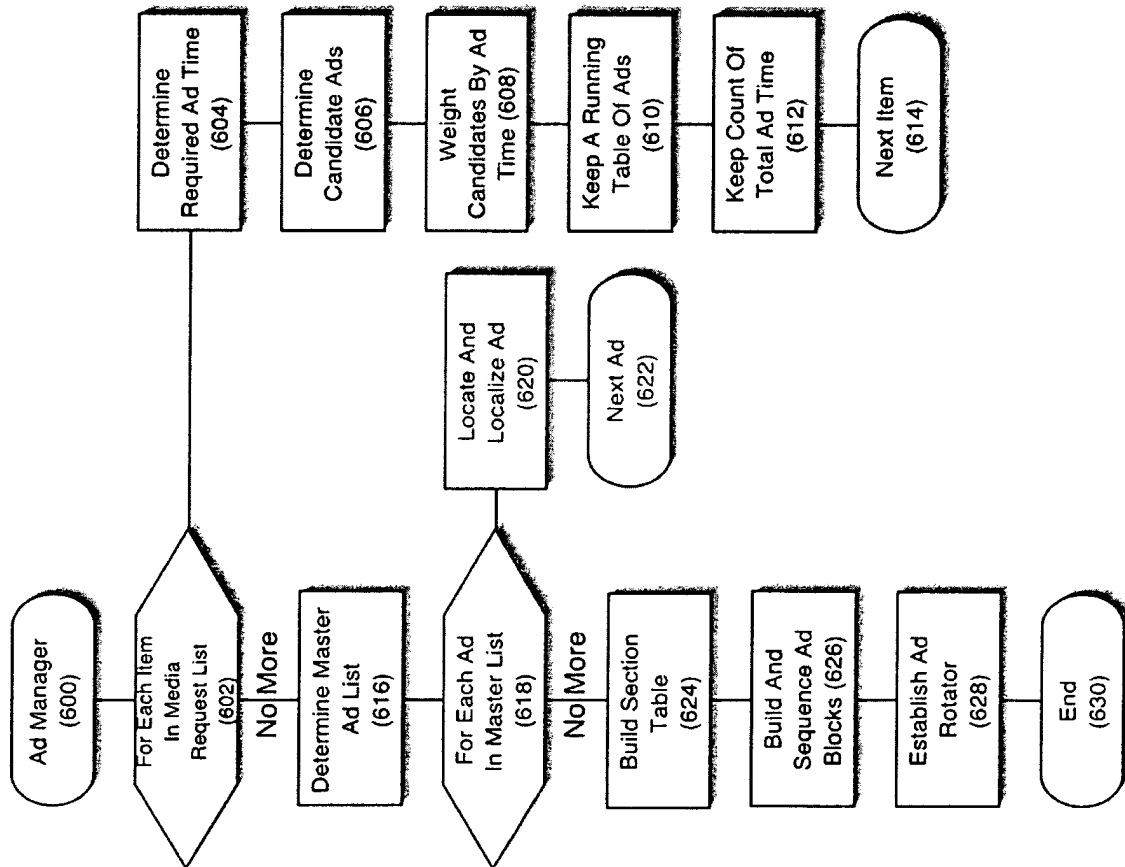 Ad Manager
(600)
For Each Item
In Media
Request List
(602)
No More
Determine Master
Ad List
(616)
For Each Ad
In Master List
(618)
No More
Build Section
Table
(624)
Build And
Sequence Ad
Blocks (626)
Establish Ad
Rotator
(628)
End
(630)
Locate And
Localize Ad
(620)
Next Ad
(622)
Determine
Required Ad Time
(604)
Determine
Candidate Ads
(606)
Weight
Candidates By Ad
Time (608)
Keep A Running
Table Of Ads
(610)
Keep Count Of
Total Ad Time
(612)
Next Item
(614)